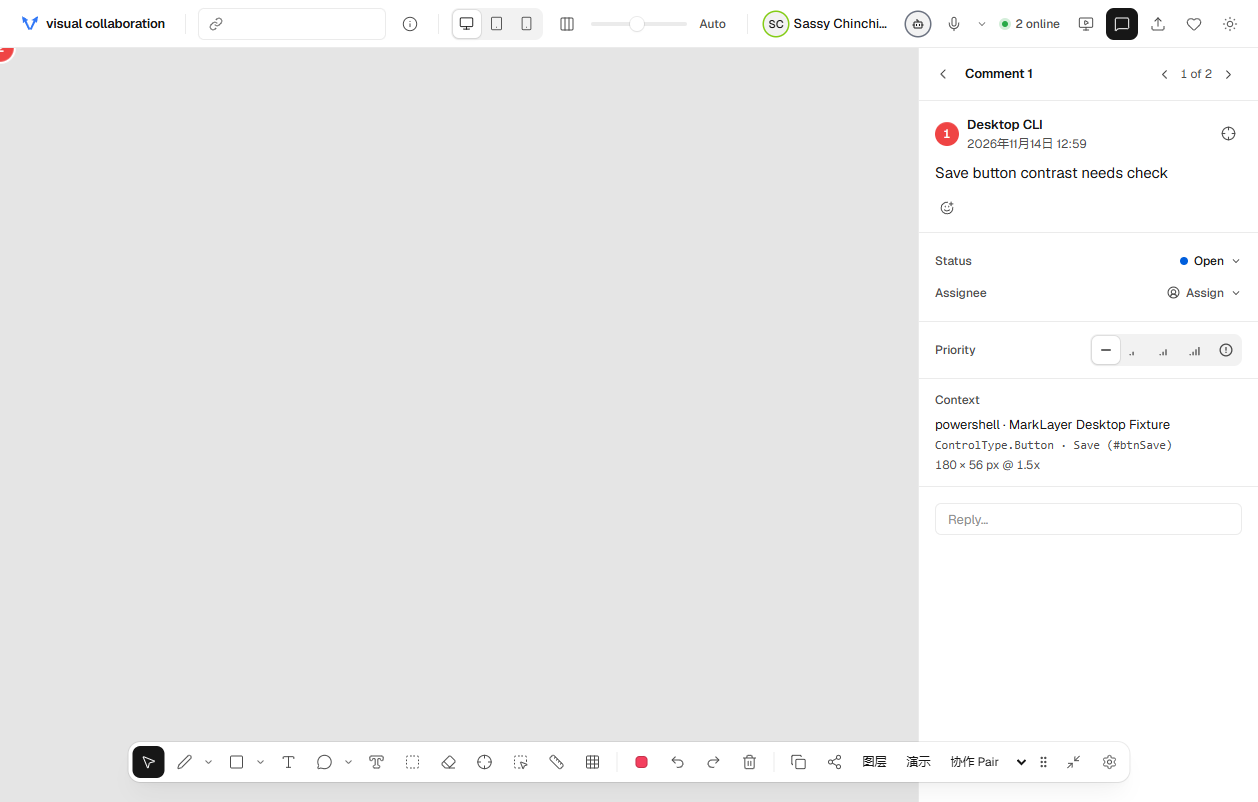 visual collaboration
Auto
SC Sassy Chinchi...
2 online
Comment 1
1 of 2
1 Desktop CLI
2026年11月14日 12:59
Save button contrast needs check
Status
Open
Assignee
Assign
Priority
Context
powershell · MarkLayer Desktop Fixture
ControlType.Button · Save (#btnSave)
180 × 56 px @ 1.5x
Reply...
图层 演示 协作 Pair